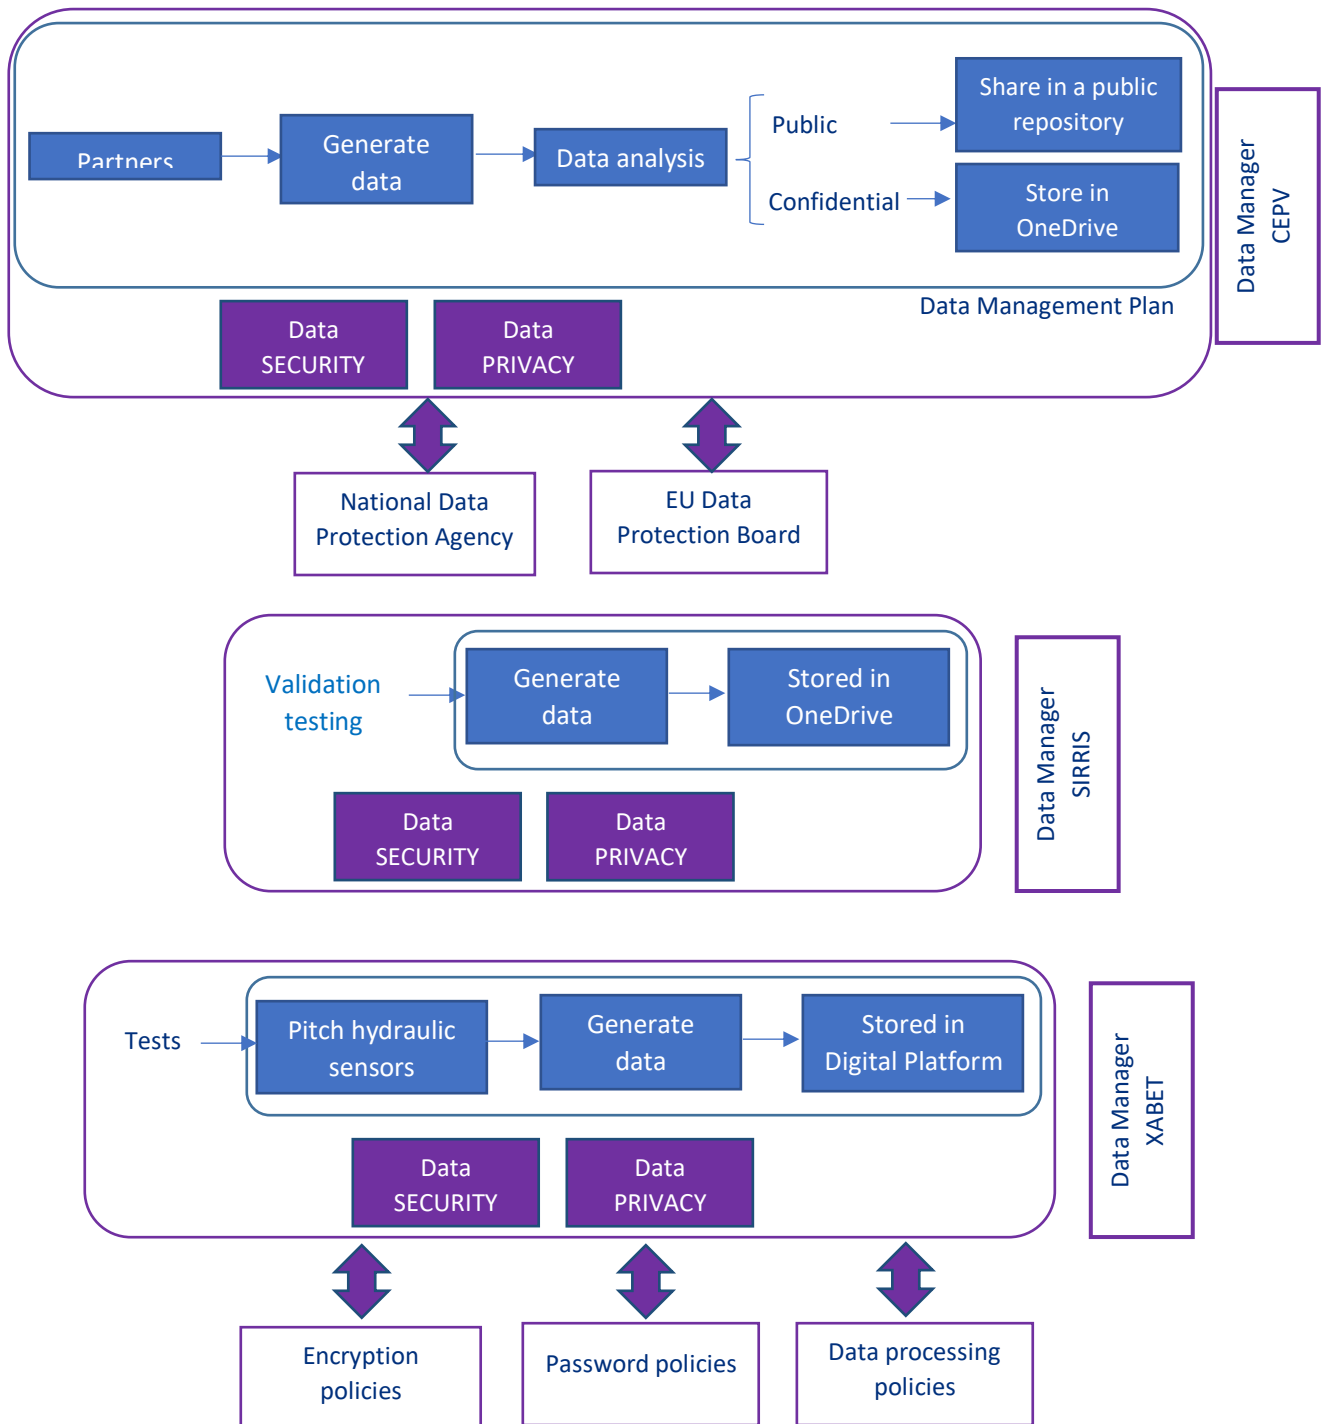 Partners
Generate
data
Data analysis
Public
Confidential
Share in a public
repository
Store in
OneDrive
Data Manager
CEPV
Data Management Plan
Data
SECURITY
Data
PRIVACY
National Data
Protection Agency
EU Data
Protection Board
Validation
testing
Generate
data
Stored in
OneDrive
Data Manager
SIRRIS
Data
SECURITY
Data
PRIVACY
Tests
Pitch hydraulic
sensors
Generate
data
Stored in
Digital Platform
Data Manager
XABET
Data
SECURITY
Data
PRIVACY
Encryption
policies
Password policies
Data processing
policies